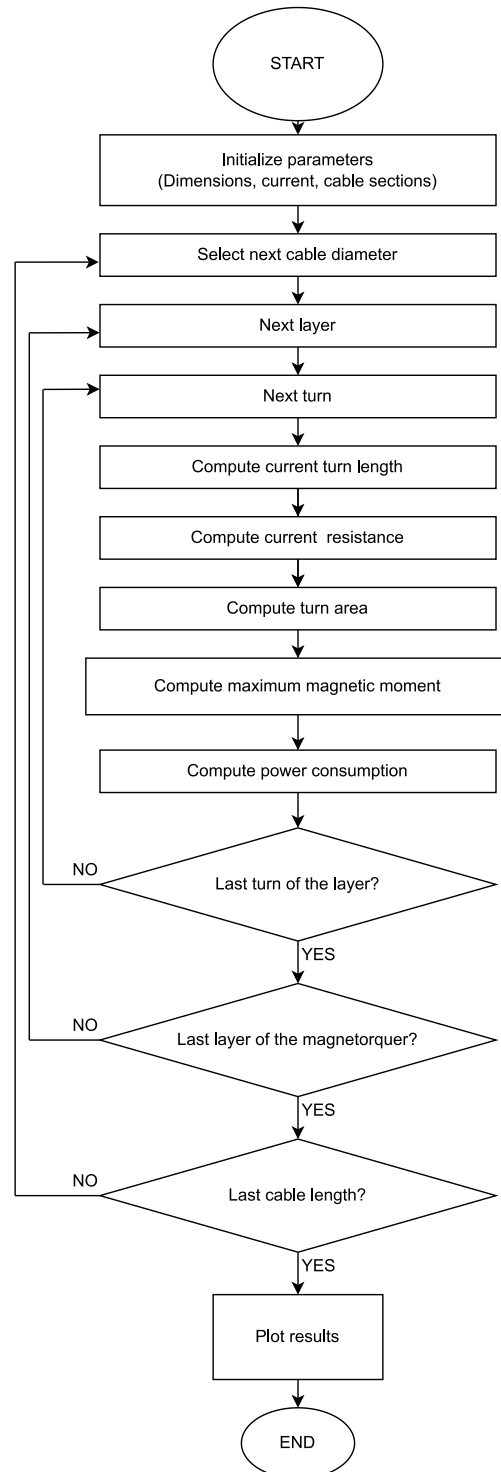 START
Initialize parameters
(Dimensions, current, cable sections)
Select next cable diameter
Next layer
Next turn
Compute current turn length
Compute current resistance
Compute turn area
Compute maximum magnetic moment
Compute power consumption
NO
Last turn of the layer?
YES
NO
Last layer of the magnetorquer?
YES
NO
Last cable length?
YES
Plot results
END